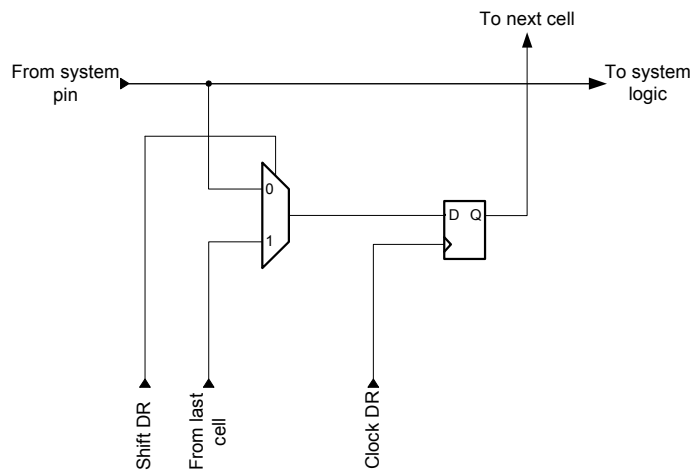 To next cell
From system
pin
To system
logic
0
D Q
1
Shift DR
From last
cell
Clock DR